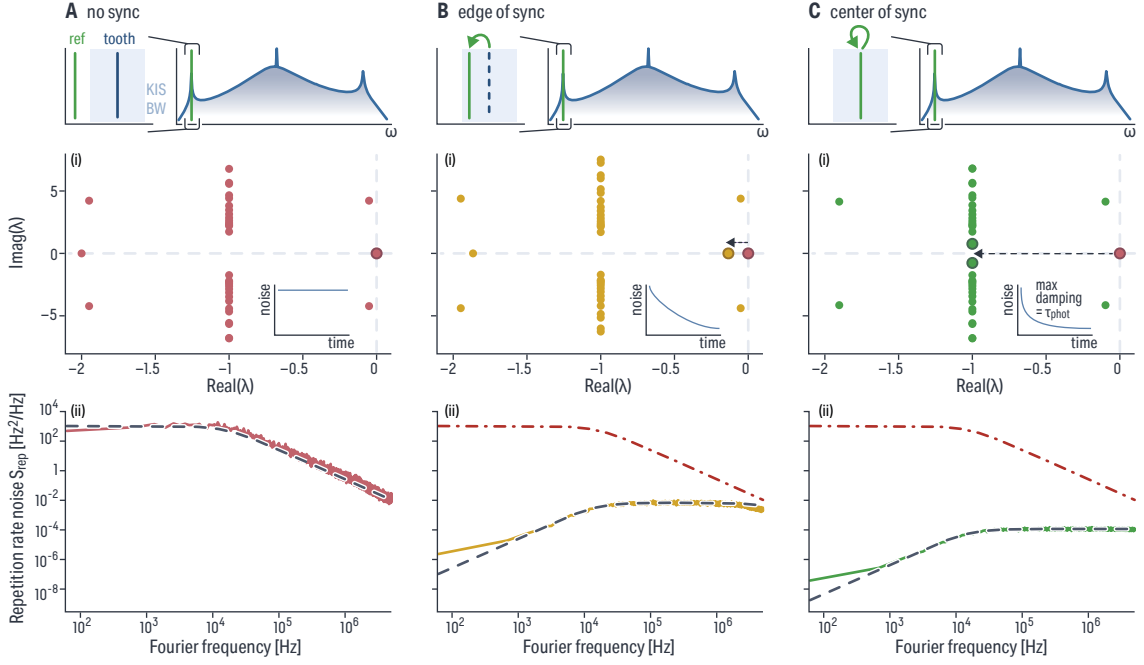 A no sync
B edge of sync
C center of sync
ref tooth
KIS
BW
ω
ω
ω
(i)
(i)
(i)
Imag(λ)
5
0
−5
noise
time
noise
time
noise
max
damping
= τphot
time
−2 −1.5 −1 −0.5 0
−2 −1.5 −1 −0.5 0
−2 −1.5 −1 −0.5 0
Real(λ)
Real(λ)
Real(λ)
(ii)
(ii)
(ii)
Repetition rate noise Srep [Hz²/Hz]
10⁴
10²
1
10⁻²
10⁻⁴
10⁻⁶
10⁻⁸
10² 10³ 10⁴ 10⁵ 10⁶
10² 10³ 10⁴ 10⁵ 10⁶
10² 10³ 10⁴ 10⁵ 10⁶
Fourier frequency [Hz]
Fourier frequency [Hz]
Fourier frequency [Hz]